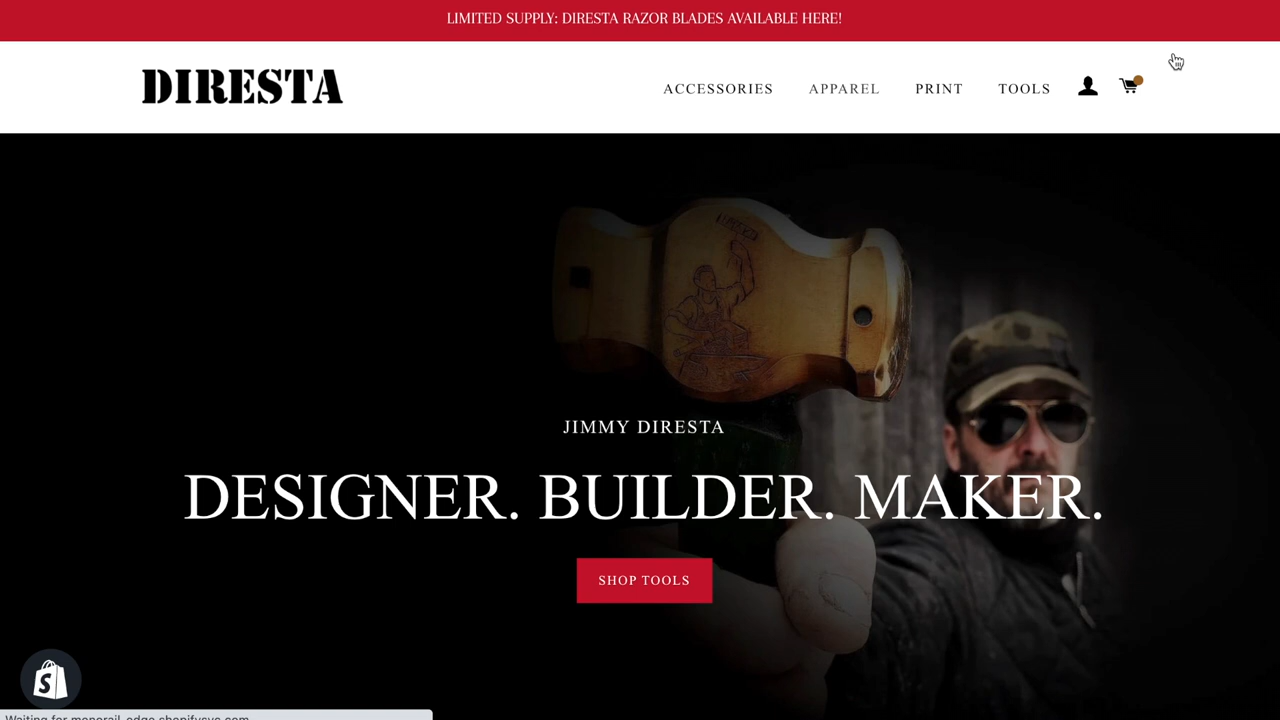 LIMITED SUPPLY: DIRESTA RAZOR BLADES AVAILABLE HERE!
DIRESTA
ACCESSORIES APPAREL PRINT TOOLS
JIMMY DIRESTA
DESIGNER. BUILDER. MAKER.
SHOP TOOLS
S
Waiting for monorail-edge.shopifysvc.com